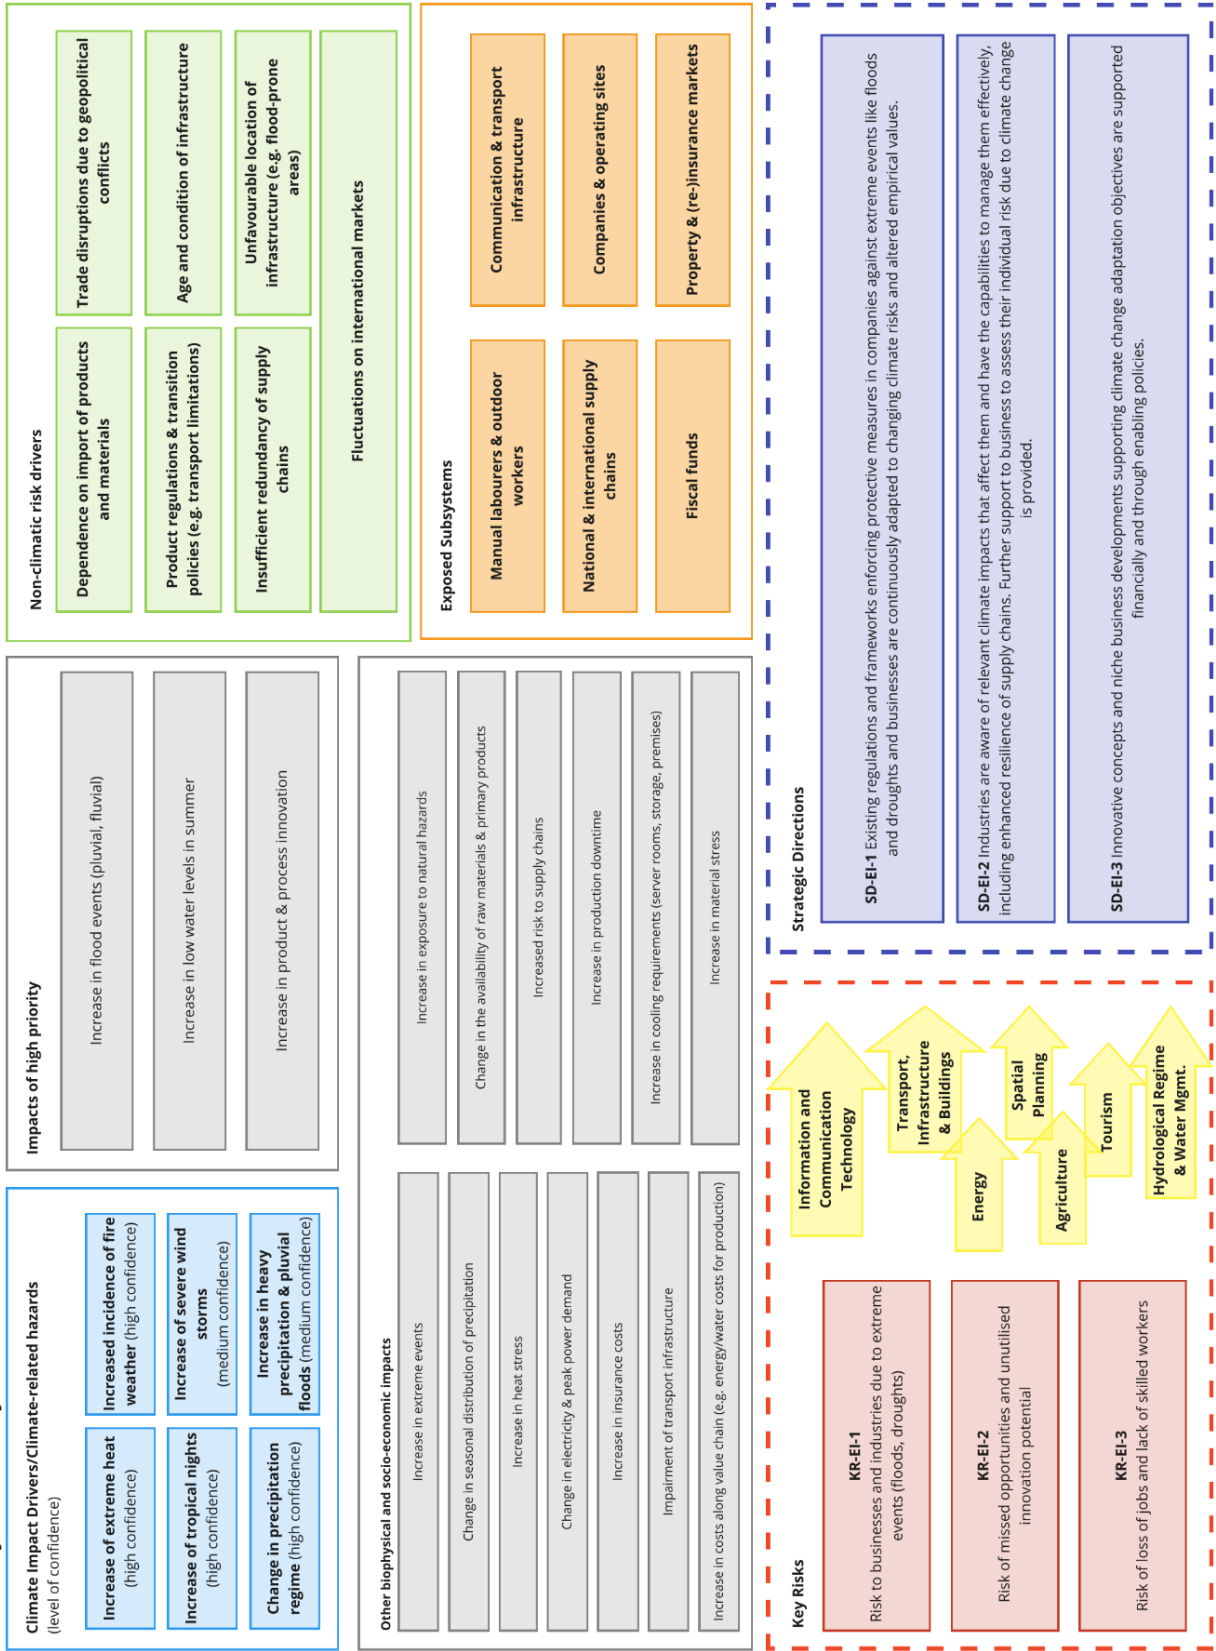 Climate Impact Drivers/Climate-related hazards
(level of confidence)
Increase of extreme heat
(high confidence)
Increased incidence of fire
weather (high confidence)
Increase of tropical nights
(high confidence)
Increase of severe wind
storms
(medium confidence)
Change in precipitation
regime (high confidence)
Increase in heavy
precipitation & pluvial
floods (medium confidence)
Impacts of high priority
Increase in flood events (pluvial, fluvial)
Increase in low water levels in summer
Increase in product & process innovation
Non-climatic risk drivers
Dependence on import of products
and materials
Trade disruptions due to geopolitical
conflicts
Product regulations & transition
policies (e.g. transport limitations)
Age and condition of infrastructure
Insufficient redundancy of supply
chains
Unfavourable location of
infrastructure (e.g. flood-prone
areas)
Fluctuations on international markets
Other biophysical and socio-economic impacts
Increase in extreme events
Change in seasonal distribution of precipitation
Increase in heat stress
Change in electricity & peak power demand
Increase in insurance costs
Impairment of transport infrastructure
Increase in costs along value chain (e.g. energy/water costs for production)
Increase in exposure to natural hazards
Change in the availability of raw materials & primary products
Increased risk to supply chains
Increase in production downtime
Increase in cooling requirements (server rooms, storage, premises)
Increase in material stress
Exposed Subsystems
Manual labourers & outdoor
workers
Communication & transport
infrastructure
National & international supply
chains
Companies & operating sites
Fiscal funds
Property & (re-)insurance markets
Key Risks
KR-EI-1
Risk to businesses and industries due to extreme
events (floods, droughts)
KR-EI-2
Risk of missed opportunities and unutilised
innovation potential
KR-EI-3
Risk of loss of jobs and lack of skilled workers
Information and
Communication
Technology
Transport,
Infrastructure
& Buildings
Energy
Spatial
Planning
Agriculture
Tourism
Hydrological Regime
& Water Mgmt.
Strategic Directions
SD-EI-1 Existing regulations and frameworks enforcing protective measures in companies against extreme events like floods
and droughts and businesses are continuously adapted to changing climate risks and altered empirical values.
SD-EI-2 Industries are aware of relevant climate impacts that affect them and have the capabilities to manage them effectively,
including enhanced resilience of supply chains. Further support to business to assess their individual risk due to climate change
is provided.
SD-EI-3 Innovative concepts and niche business developments supporting climate change adaptation objectives are supported
financially and through enabling policies.